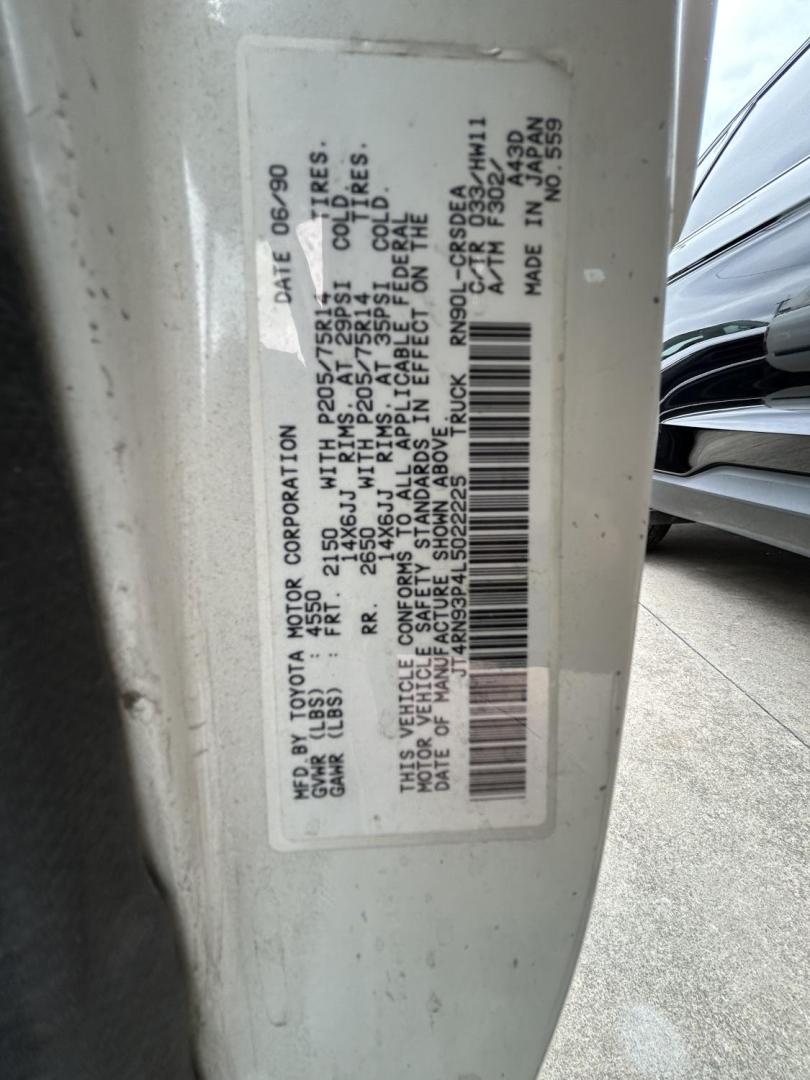 MFD. BY TOYOTA MOTOR CORPORATION DATE 06/90
GVWR (LBS) : 4550
GAWR (LBS) : FRT. 2150 WITH P205/75R14 TIRES.
14X6JJ RIMS. AT 29PSI COLD.
RR. 2650 WITH P205/75R14 TIRES.
14X6JJ RIMS. AT 35PSI COLD.
THIS VEHICLE CONFORMS TO ALL APPLICABLE FEDERAL
MOTOR VEHICLE SAFETY STANDARDS IN EFFECT ON THE
DATE OF MANUFACTURE SHOWN ABOVE.
JT4RN93P4L5022225 TRUCK RN90L-CRSDEA
C/TR 033/HW11
A/TM F302/
A43D
MADE IN JAPAN
NO.559